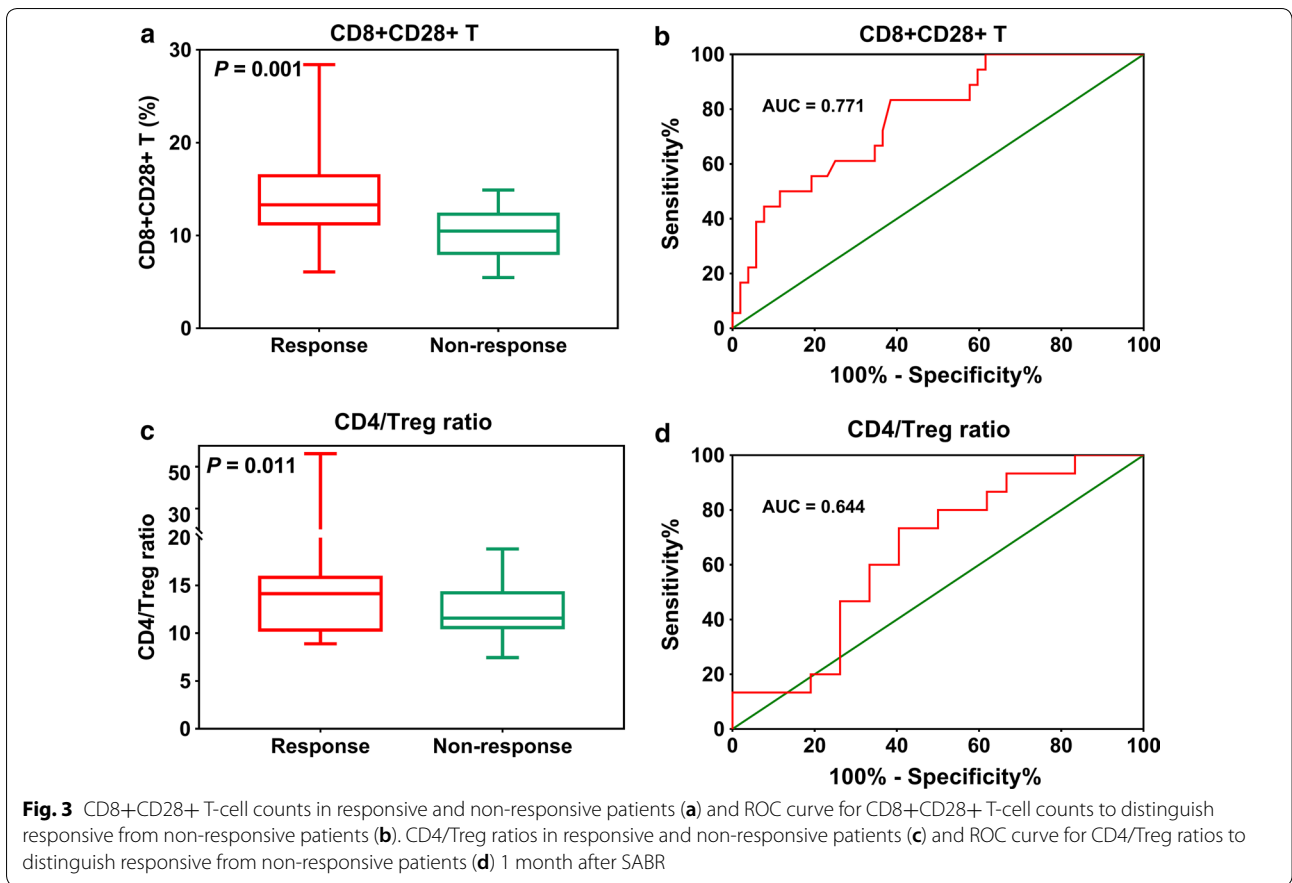 a
CD8+CD28+ T
P = 0.001
CD8+CD28+ T (%)
30
20
10
0
Response
Non-response
b
CD8+CD28+ T
AUC = 0.771
Sensitivity%
100
80
60
40
20
0
0 20 40 60 80 100
100% - Specificity%
c
CD4/Treg ratio
P = 0.011
CD4/Treg ratio
50
30
20
15
10
5
0
Response
Non-response
d
CD4/Treg ratio
AUC = 0.644
Sensitivity%
100
80
60
40
20
0
0 20 40 60 80 100
100% - Specificity%
Fig. 3 CD8+CD28+ T-cell counts in responsive and non-responsive patients (a) and ROC curve for CD8+CD28+ T-cell counts to distinguish
responsive from non-responsive patients (b). CD4/Treg ratios in responsive and non-responsive patients (c) and ROC curve for CD4/Treg ratios to
distinguish responsive from non-responsive patients (d) 1 month after SABR